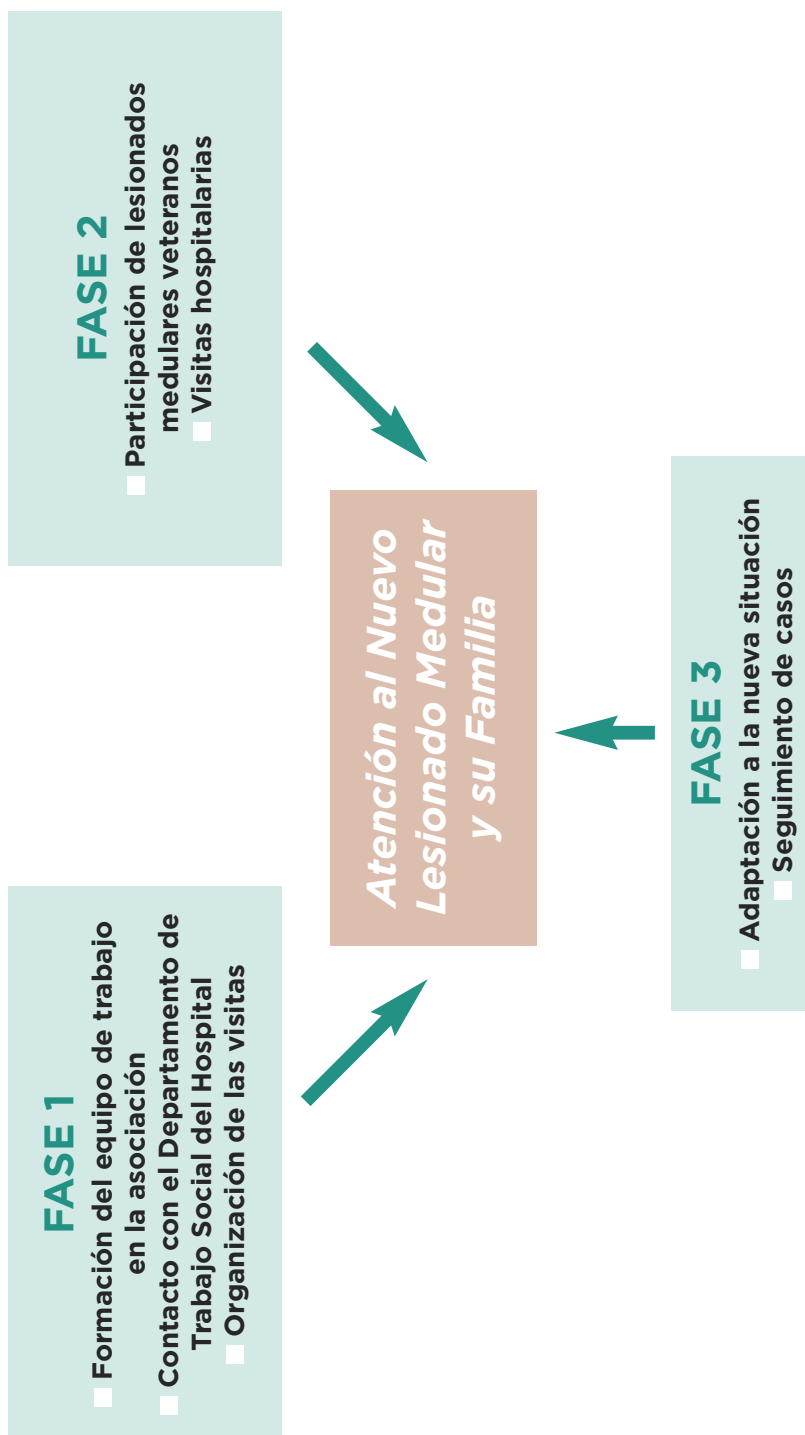 FASE 1
Formación del equipo de trabajo
en la asociación
Contacto con el Departamento de
Trabajo Social del Hospital
Organización de las visitas
FASE 2
Participación de lesionados
medulares veteranos
Visitas hospitalarias
Atención al Nuevo
Lesionado Medular
y su Familia
FASE 3
Adaptación a la nueva situación
Seguimiento de casos